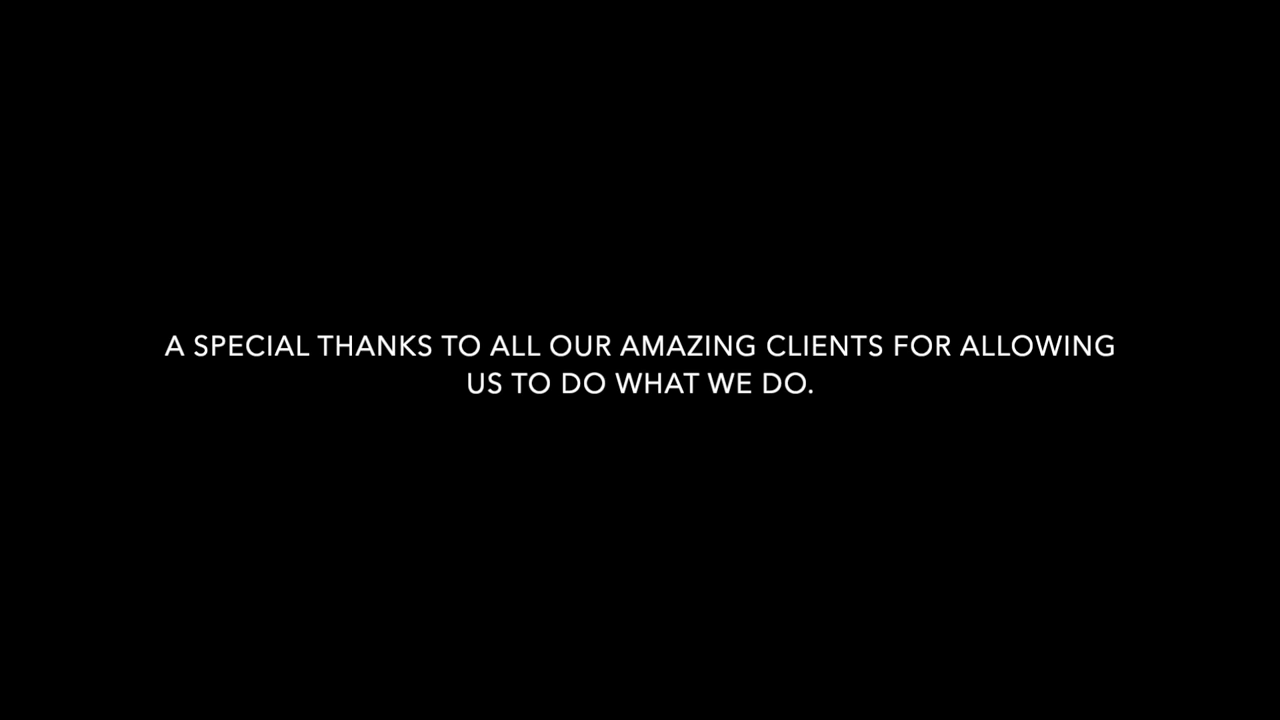 A SPECIAL THANKS TO ALL OUR AMAZING CLIENTS FOR ALLOWING
US TO DO WHAT WE DO.